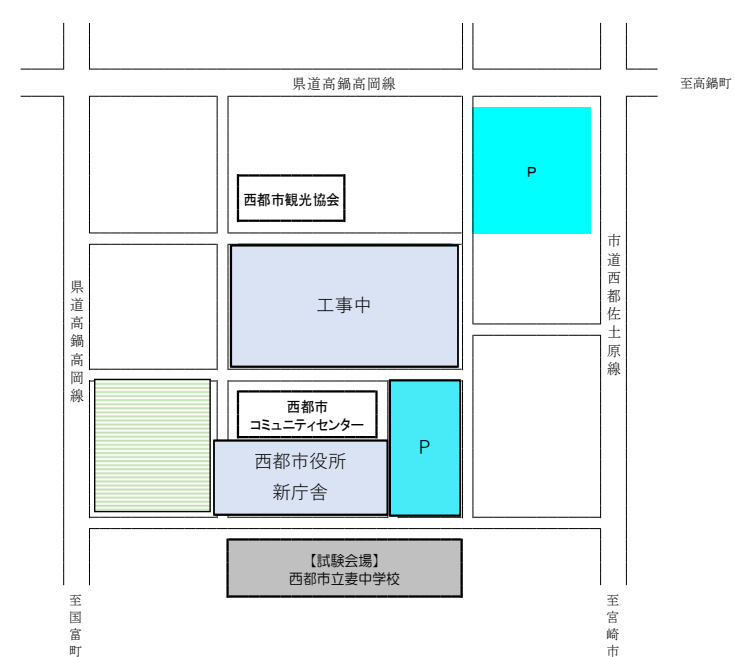 県道高鍋高岡線
至高鍋町
P
西都市観光協会
市道西都佐土原線
県道高鍋高岡線
工事中
西都市
コミュニティセンター
P
西都市役所
新庁舎
【試験会場】
西都市立妻中学校
至国富町
至宮崎市